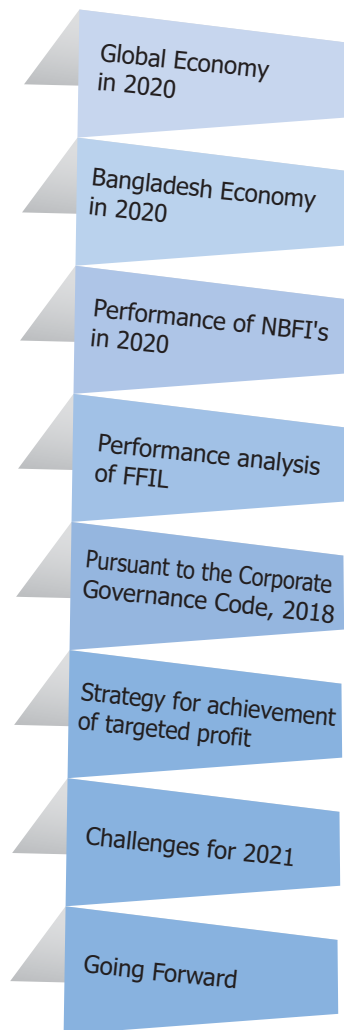 Global Economy
in 2020
Bangladesh Economy
in 2020
Performance of NBFI's
in 2020
Performance analysis
of FFIL
Pursuant to the Corporate
Governance Code, 2018
Strategy for achievement
of targeted profit
Challenges for 2021
Going Forward